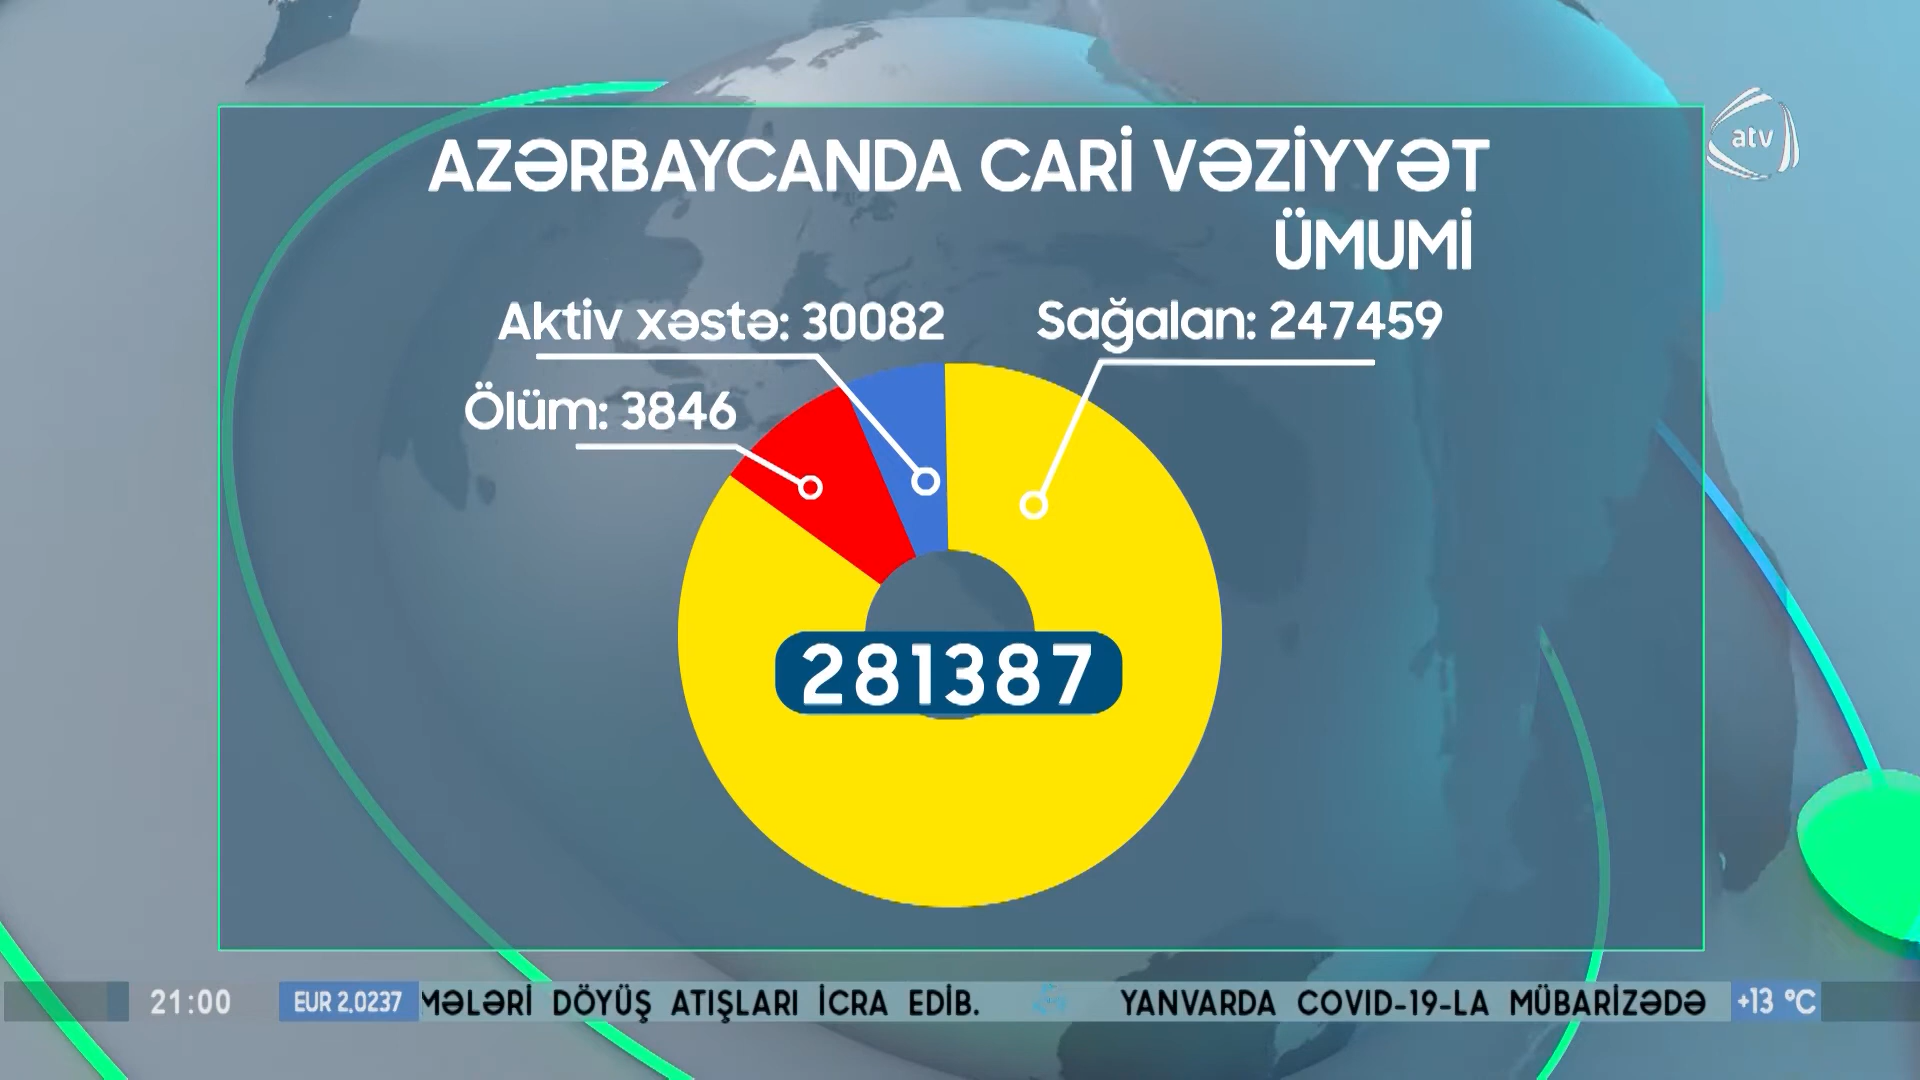 atv
AZƏRBAYCANDA CARİ VƏZİYYƏT
ÜMUMİ
Aktiv xəstə: 30082
Sağalan: 247459
Ölüm: 3846
281387
21:00
EUR 2,0237
MƏLƏRİ DÖYÜŞ ATIŞLARI İCRA EDİB.
YANVARDA COVID-19-LA MÜBARİZƏDƏ
+13 °C